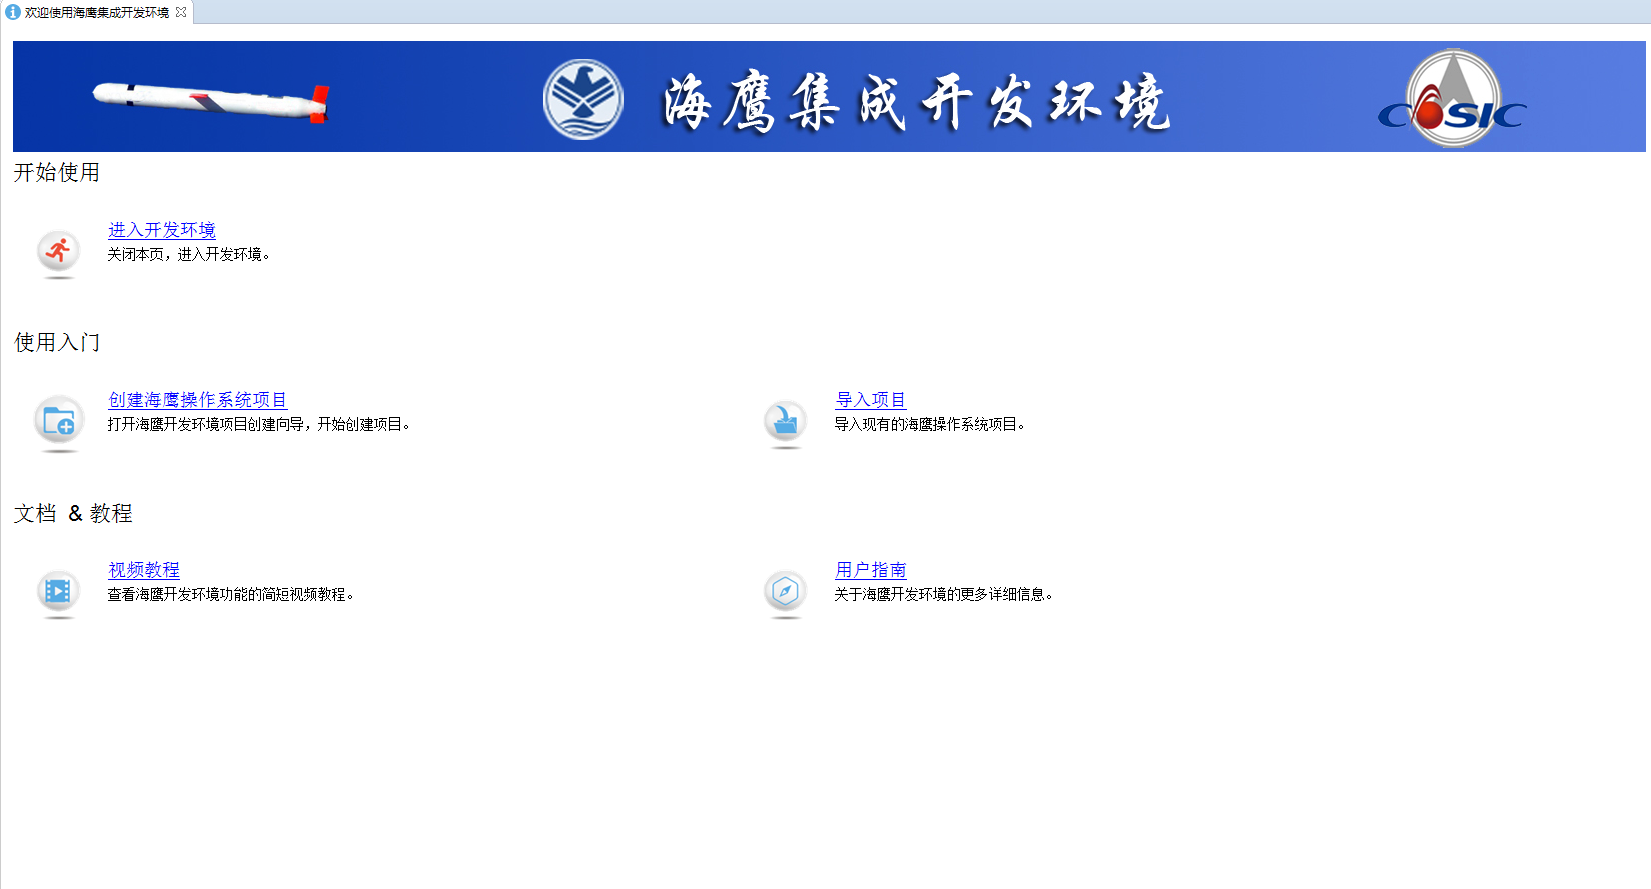 欢迎使用海鹰集成开发环境
海鹰集成开发环境
COSIC
开始使用
进入开发环境
关闭本页，进入开发环境。
使用入门
创建海鹰操作系统项目
打开海鹰开发环境项目创建向导，开始创建项目。
导入项目
导入现有的海鹰操作系统项目。
文档 & 教程
视频教程
查看海鹰开发环境功能的简短视频教程。
用户指南
关于海鹰开发环境的更多详细信息。